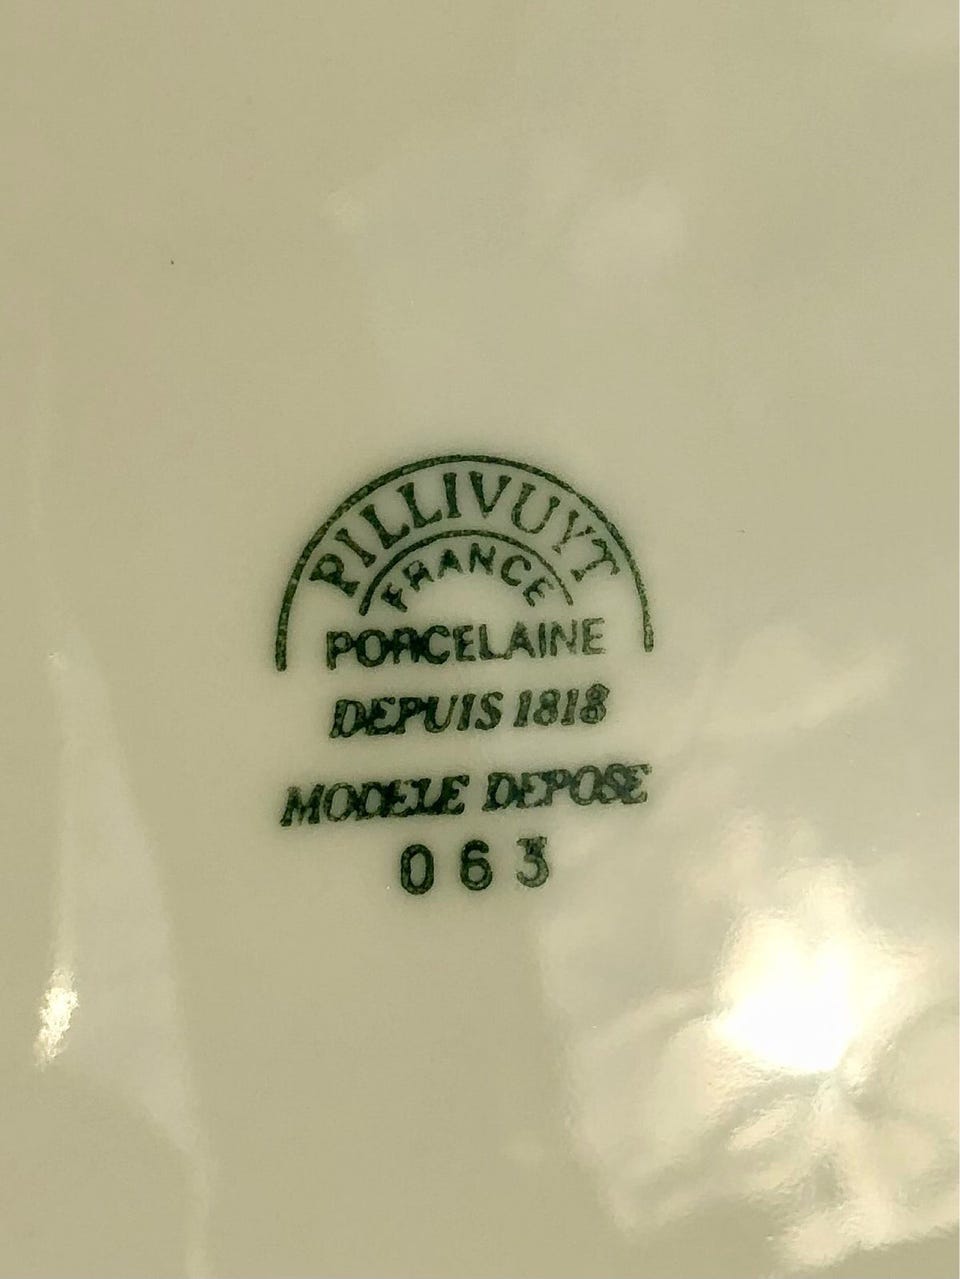 PILLIVUYT
FRANCE
PORCELAINE
DEPUIS 1818
MODELE DEPOSE
063